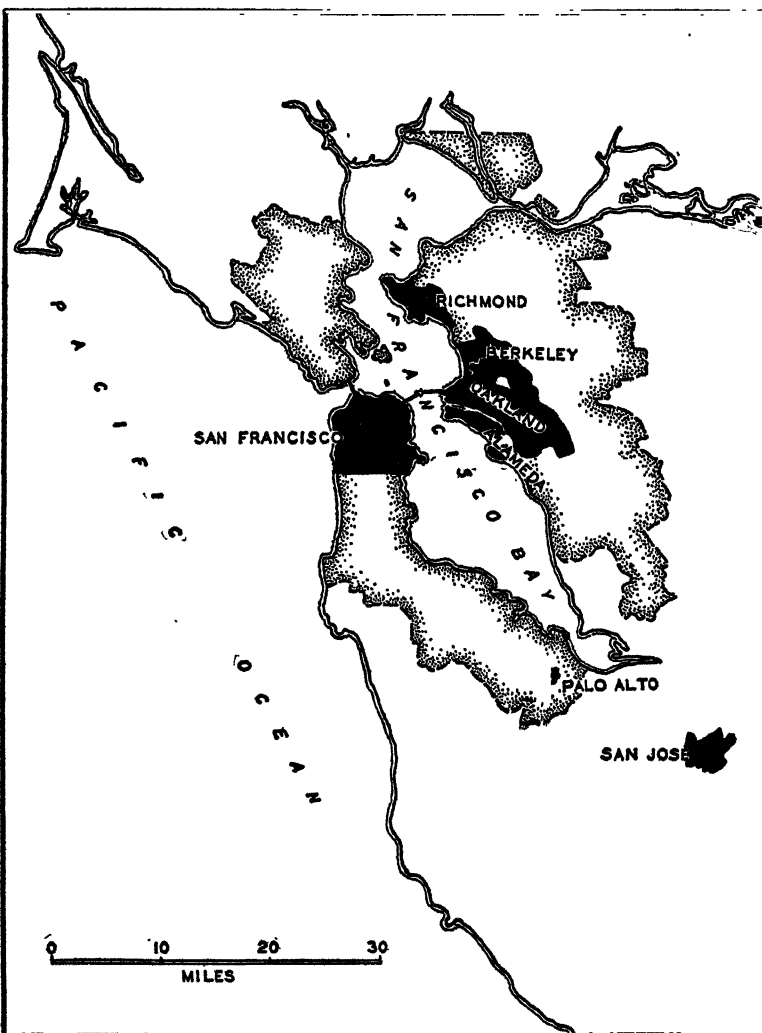 SAN FRANCISCO BAY
RICHMOND
BERKELEY
OAKLAND
ALAMEDA
SAN FRANCISCO
PACIFIC OCEAN
PALO ALTO
SAN JOSE
0 10 20 30
MILES